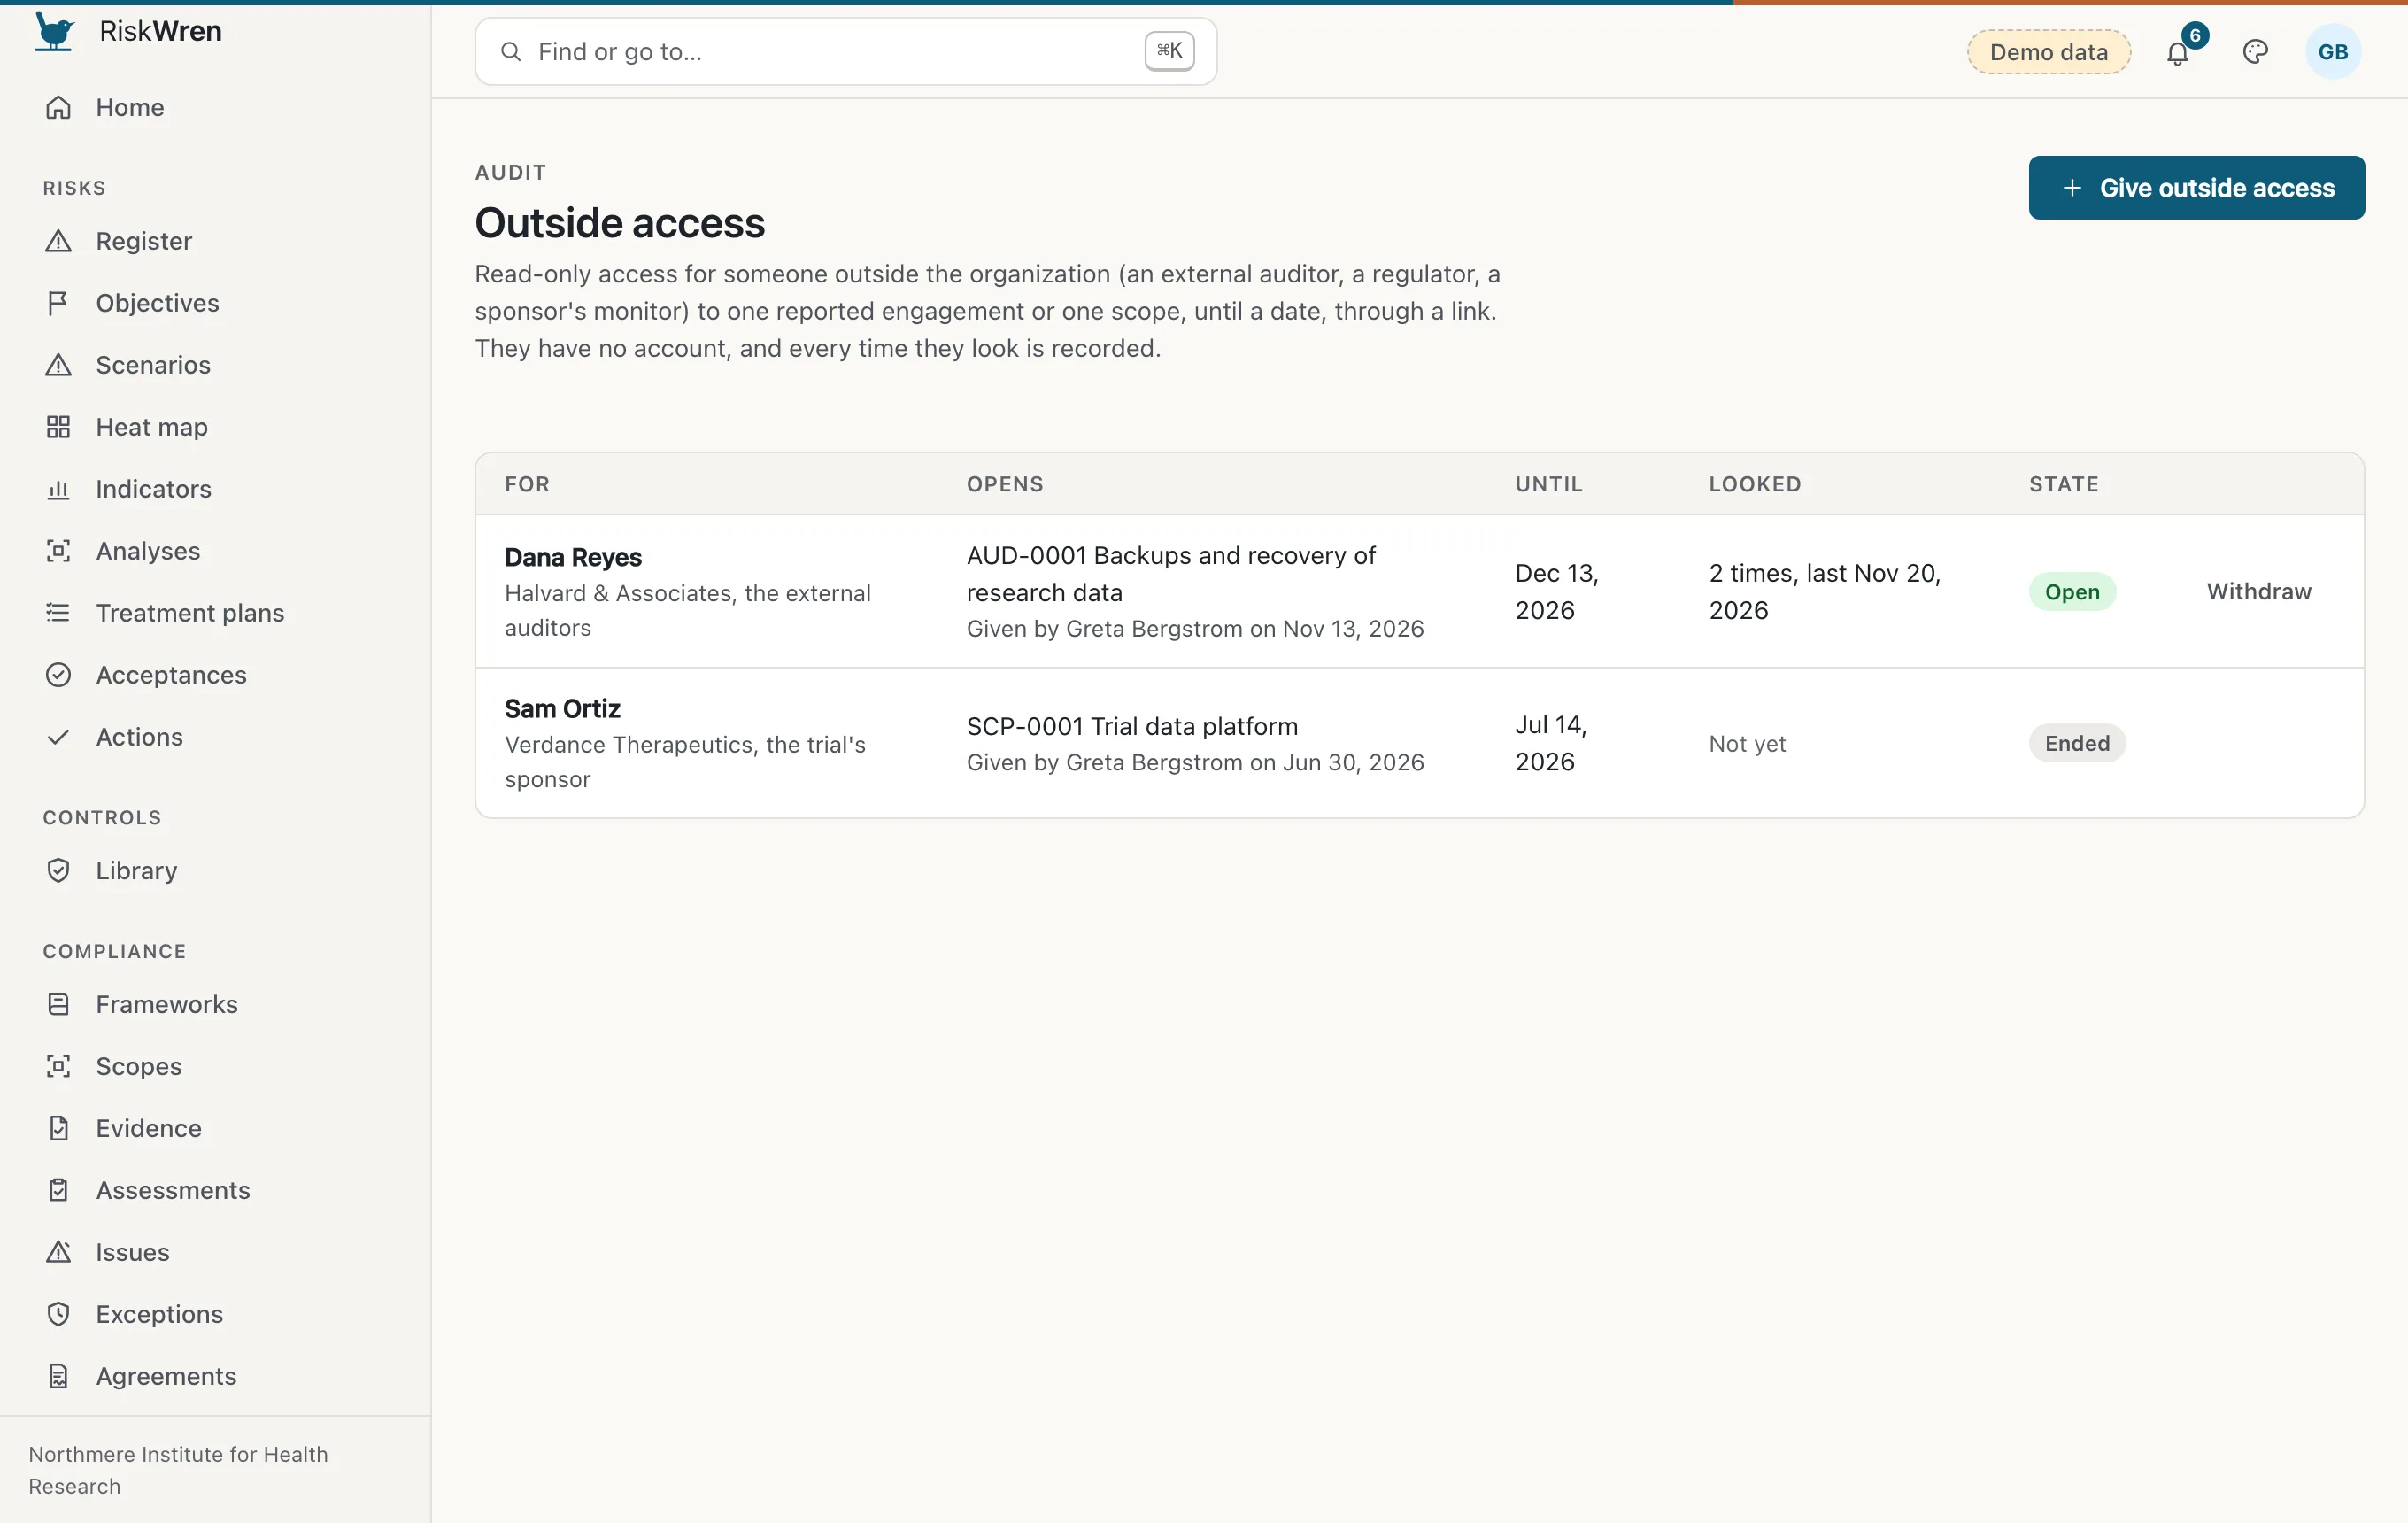 RiskWren
Find or go to...
⌘K
Demo data
6
GB
Home
RISKS
Register
Objectives
Scenarios
Heat map
Indicators
Analyses
Treatment plans
Acceptances
Actions
CONTROLS
Library
COMPLIANCE
Frameworks
Scopes
Evidence
Assessments
Issues
Exceptions
Agreements
Northmere Institute for Health
Research
AUDIT
Outside access
Read-only access for someone outside the organization (an external auditor, a regulator, a
sponsor's monitor) to one reported engagement or one scope, until a date, through a link.
They have no account, and every time they look is recorded.
+ Give outside access
FOR OPENS UNTIL LOOKED STATE
Dana Reyes
Halvard & Associates, the external
auditors
AUD-0001 Backups and recovery of
research data
Given by Greta Bergstrom on Nov 13, 2026
Dec 13,
2026
2 times, last Nov 20,
2026
Open
Withdraw
Sam Ortiz
Verdance Therapeutics, the trial's
sponsor
SCP-0001 Trial data platform
Given by Greta Bergstrom on Jun 30, 2026
Jul 14,
2026
Not yet
Ended